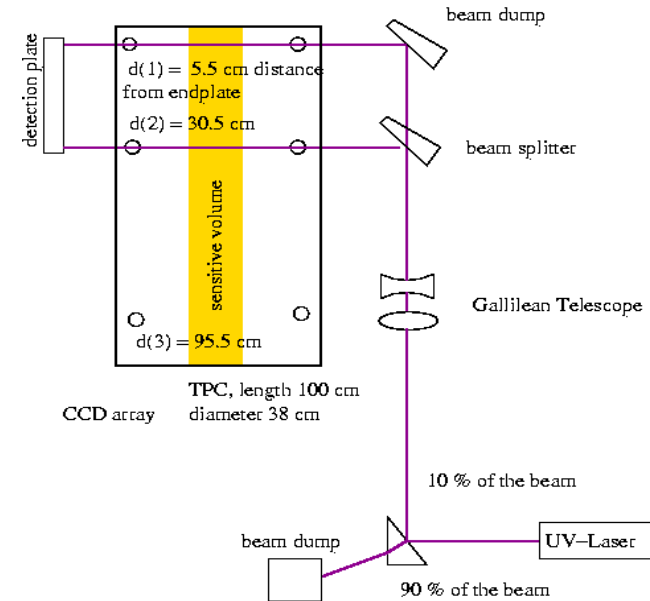 beam dump
detection plate
d(1) = 5.5 cm distance
from endplate
d(2) = 30.5 cm
beam splitter
sensitive volume
Gallilean Telescope
d(3) = 95.5 cm
TPC, length 100 cm
CCD array diameter 38 cm
10 % of the beam
beam dump
UV-Laser
90 % of the beam